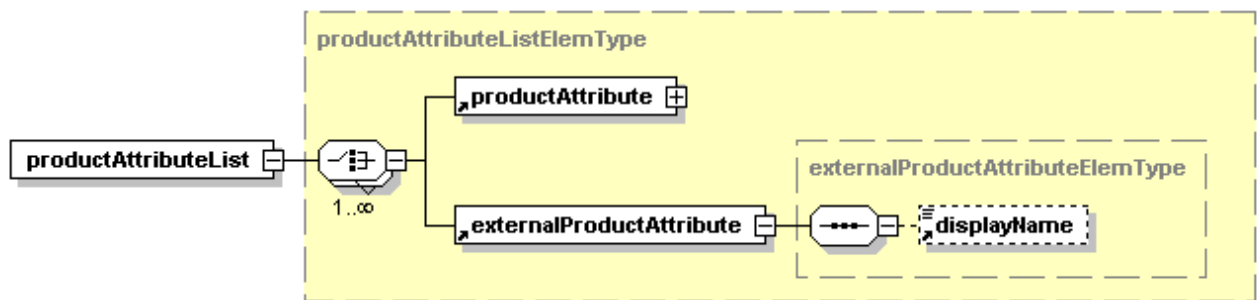 productAttributeListElemType
productAttribute
productAttributeList
1..∞
externalProductAttributeElemType
externalProductAttribute
displayName